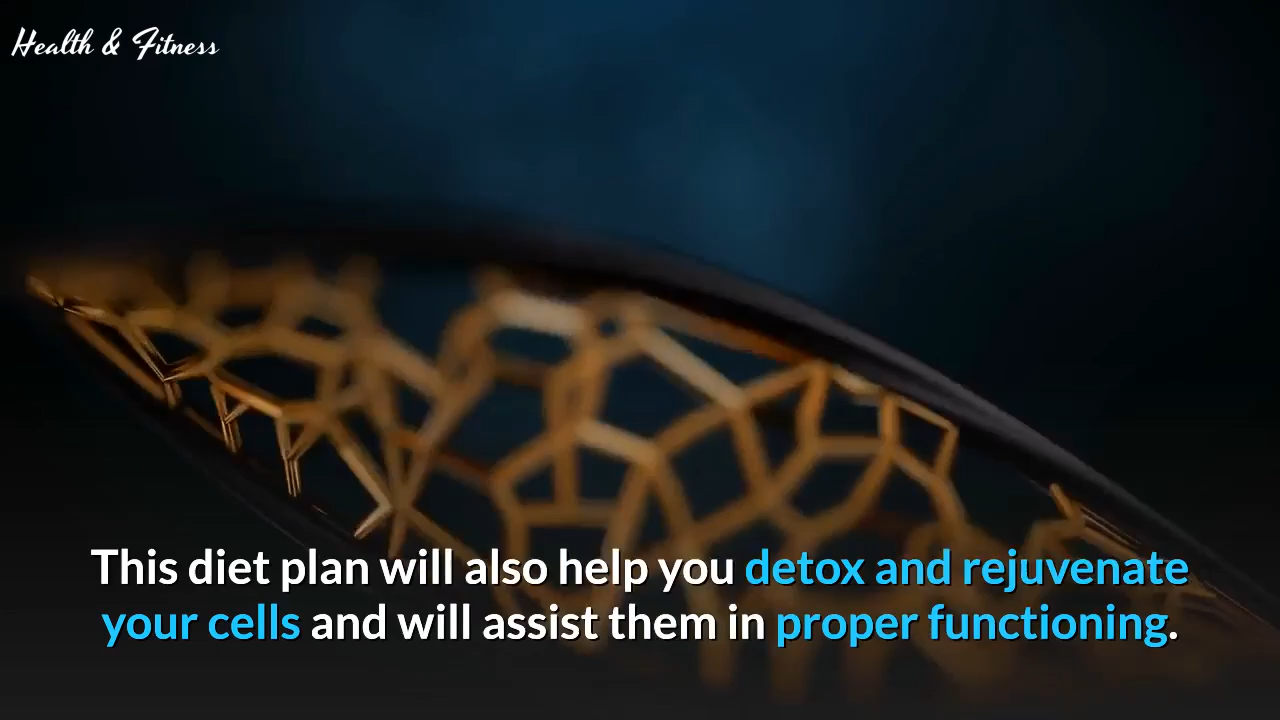 Health & Fitness
This diet plan will also help you detox and rejuvenate
your cells and will assist them in proper functioning.